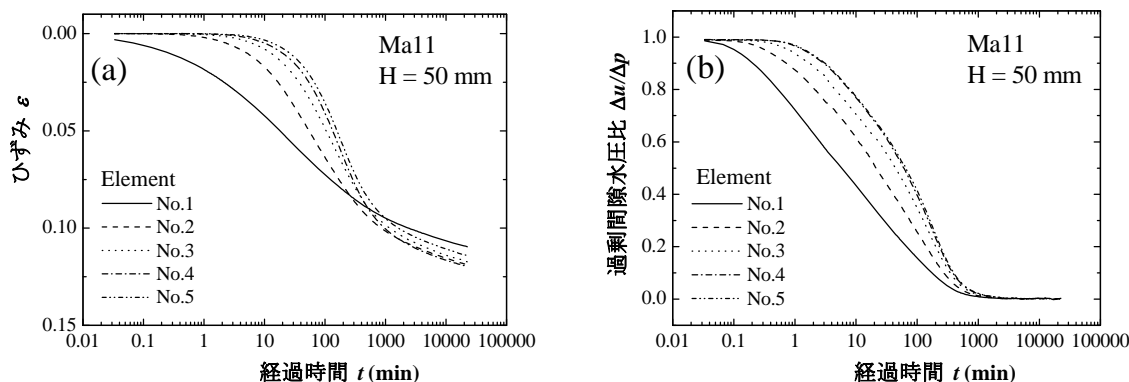 0.00
0.05
0.10
0.15
ひずみ ε
(a)
Ma11
H = 50 mm
Element
No.1
No.2
No.3
No.4
No.5
0.01 0.1 1 10 100 1000 10000 100000
経過時間 t (min)
1.0
0.8
0.6
0.4
0.2
0.0
過剰間隙水圧比 Δu/Δp
(b)
Ma11
H = 50 mm
Element
No.1
No.2
No.3
No.4
No.5
0.01 0.1 1 10 100 1000 10000 100000
経過時間 t (min)